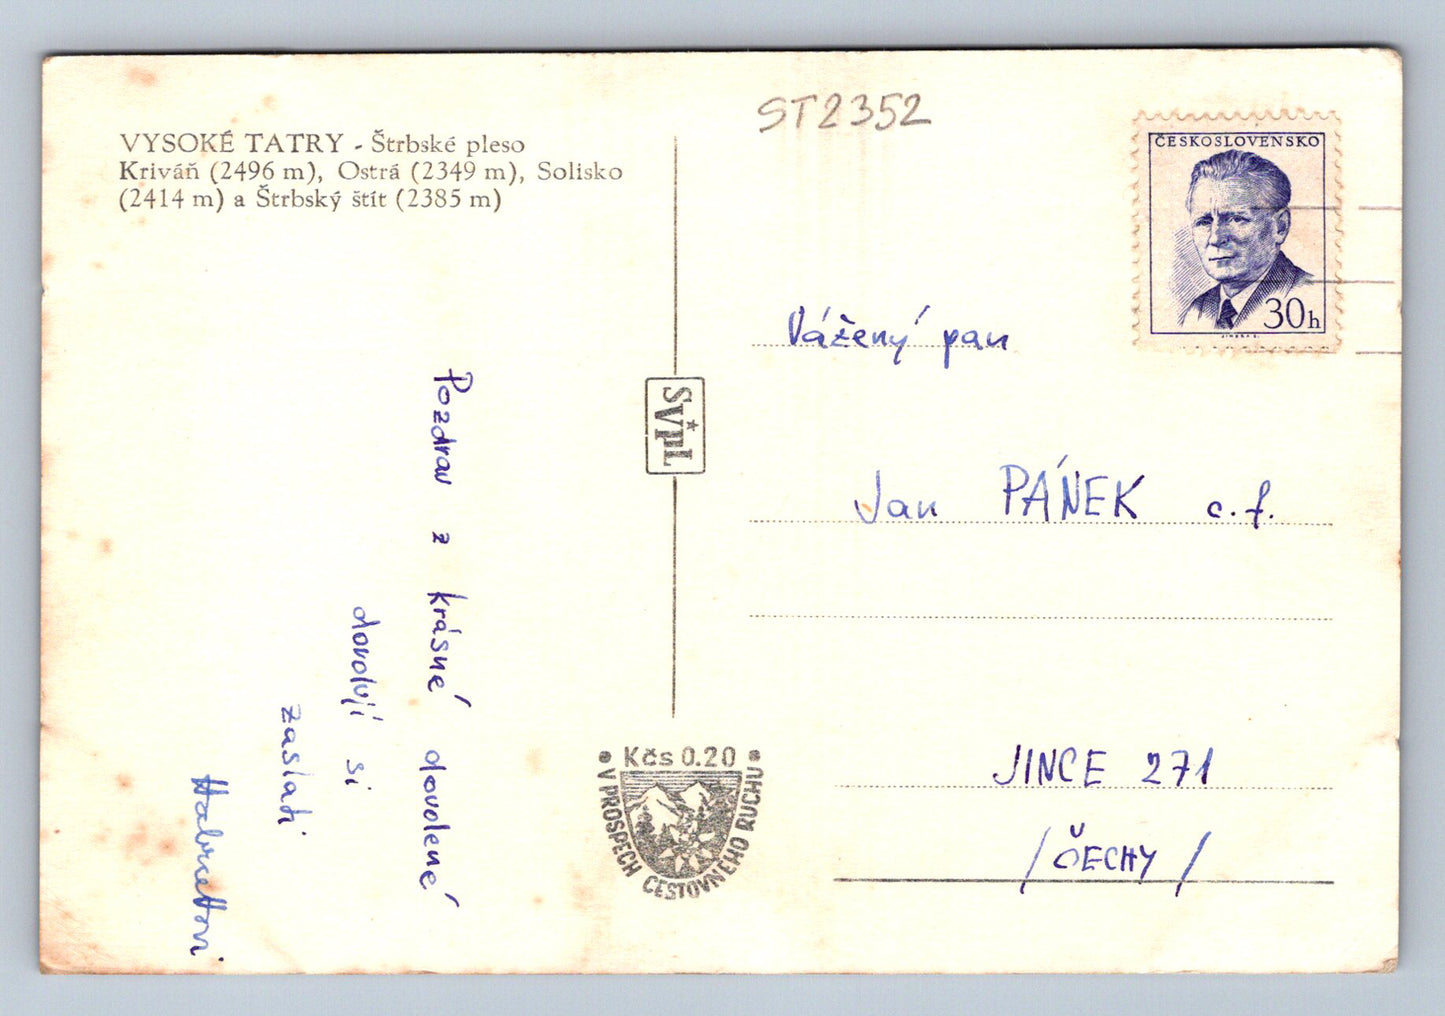 VYSOKÉ TATRY - Štrbské pleso
Kriváň (2496 m), Ostrá (2349 m), Solisko
(2414 m) a Štrbský štít (2385 m)
ST2352
ČESKOSLOVENSKO
30h
Pozdrav z krásné dovolené
dovolují si
zaslati
SVPL
Vážený pan
Jan PÁNEK c.f.
JINCE 271
/ČECHY/
Kčs 0.20
V PROSPECH CESTOVNÉHO RUCHU